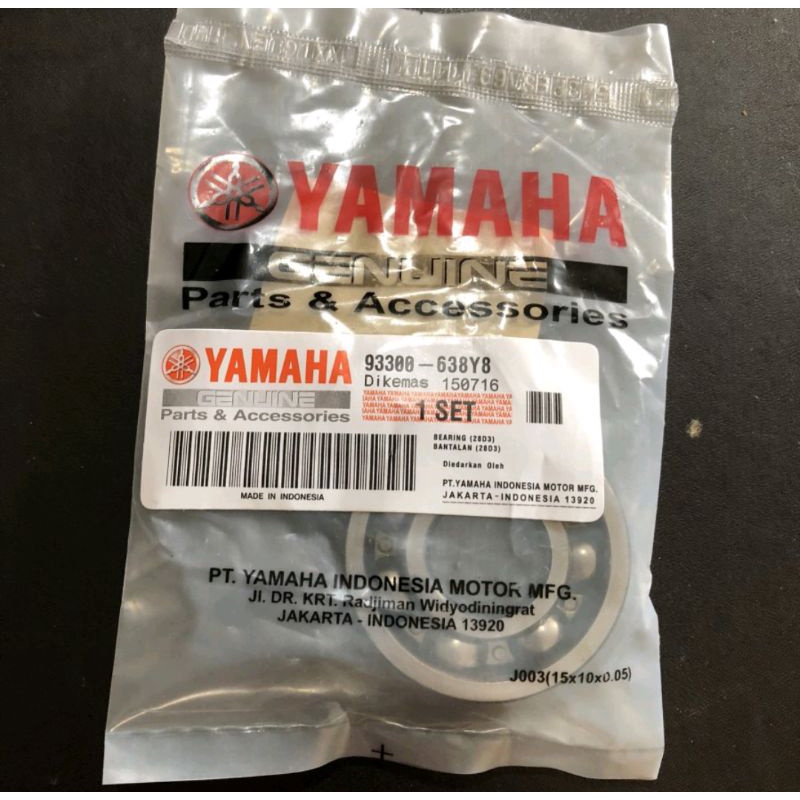 YAMAHA
GENUINE
Parts & Accessories
YAMAHA
GENUINE
Parts & Accessories
93300-638Y8
Dikemas 150716
1 SET
BEARING (28D3)
BANTALAN (28D3)
Diedarkan Oleh
PT.YAMAHA INDONESIA MOTOR MFG.
JAKARTA-INDONESIA 13920
MADE IN INDONESIA
PT. YAMAHA INDONESIA MOTOR MFG.
Jl. DR. KRT. Radjiman Widyodiningrat
JAKARTA - INDONESIA 13920
J003(15x10x0.05)